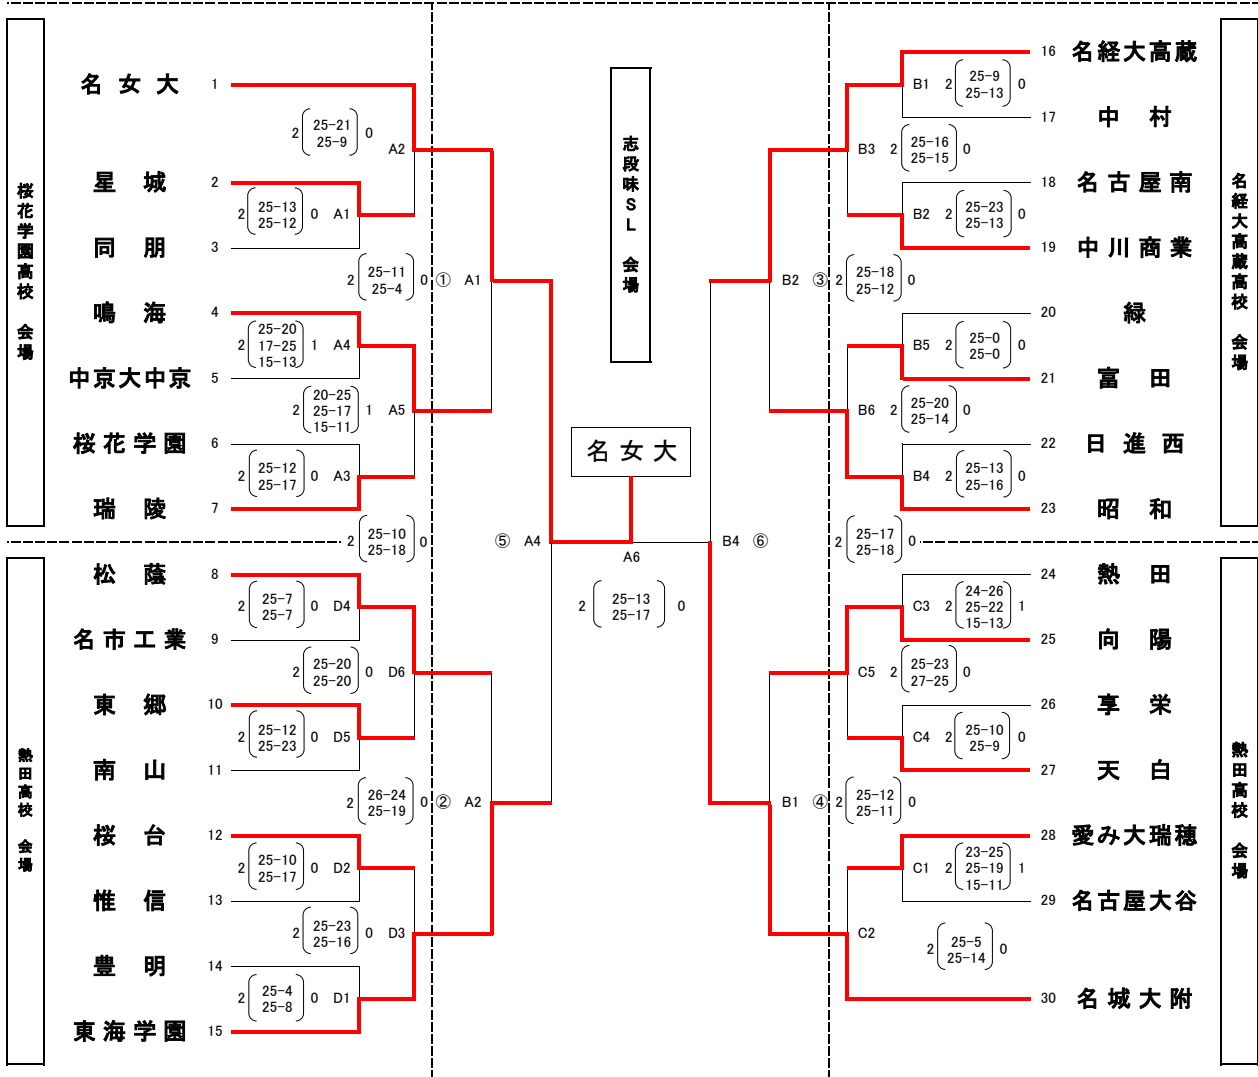 桜花学園高校 会場
名女大 1
2 25-21 0
25-9
A2
星城 2
2 25-13 0 A1
25-12
同朋 3
2 25-11 0 ① A1
25-4
鳴海 4
25-20
2 17-25 1 A4
15-13
中京大中京 5
20-25
2 25-17 1 A5
15-11
桜花学園 6
2 25-12 0 A3
25-17
瑞陵 7
2 25-10 0
25-18
⑤ A4
熱田高校 会場
松蔭 8
2 25-7 0 D4
25-7
名市工業 9
2 25-20 0 D6
25-20
東郷 10
2 25-12 0 D5
25-23
南山 11
2 26-24 0 ② A2
25-19
桜台 12
2 25-10 0 D2
25-17
惟信 13
2 25-23 0 D3
25-16
豊明 14
2 25-4 0 D1
25-8
東海学園 15
志段味SL 会場
名女大
A6
2 25-13 0
25-17
名経大高蔵高校 会場
16 名経大高蔵
B1 2 25-9 0
25-13
17 中村
B3 2 25-16 0
25-15
18 名古屋南
B2 2 25-23 0
25-13
19 中川商業
B2 ③ 2 25-18 0
25-12
20 緑
B5 2 25-0 0
25-0
21 富田
B6 2 25-20 0
25-14
22 日進西
B4 2 25-13 0
25-16
23 昭和
B4 ⑥ 2 25-17 0
25-18
熱田高校 会場
24 熱田
24-26
C3 2 25-22 1
15-13
25 向陽
C5 2 25-23 0
27-25
26 享栄
C4 2 25-10 0
25-9
27 天白
B1 ④ 2 25-12 0
25-11
28 愛み大瑞穂
23-25
C1 2 25-19 1
15-11
29 名古屋大谷
C2
2 25-5 0
25-14
30 名城大附